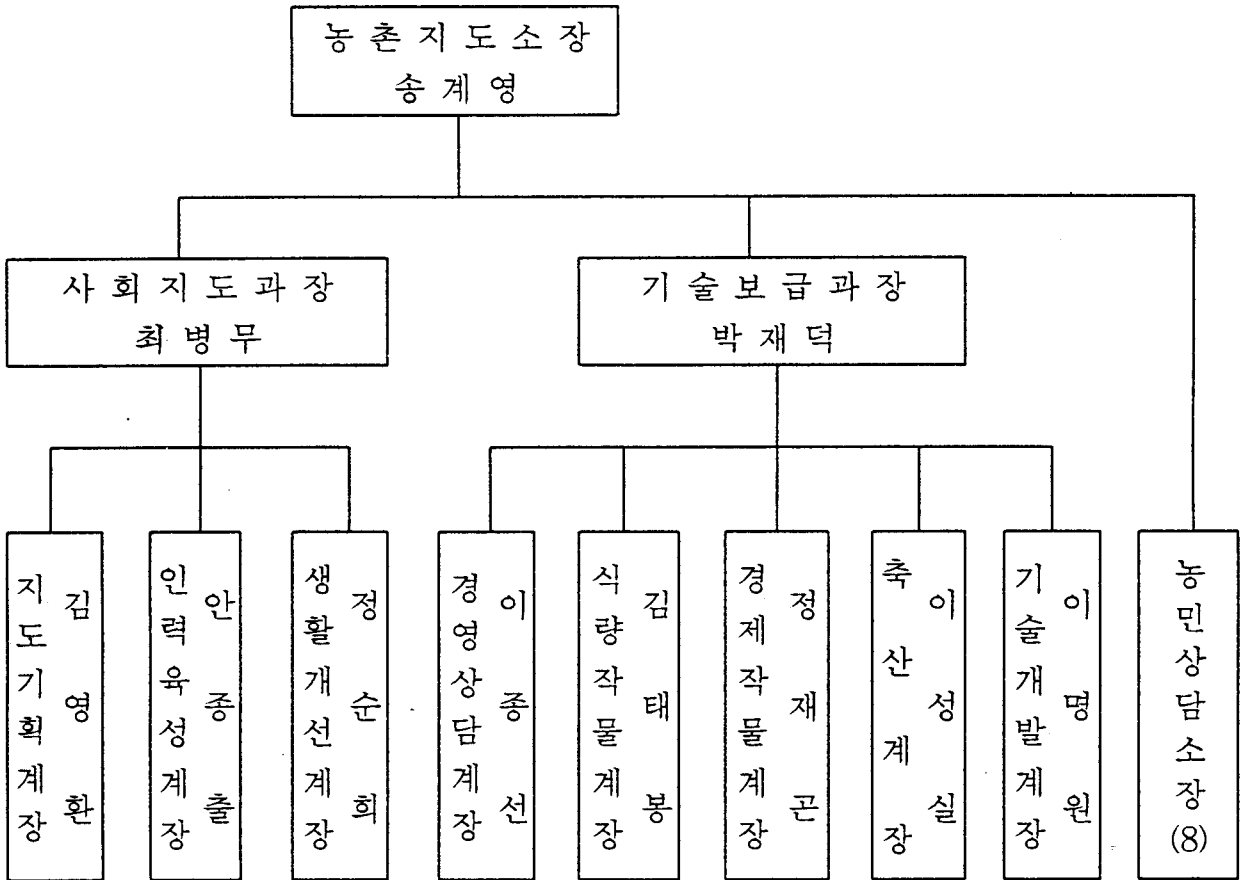 농촌지도소장
송계영
사회지도과장
최병무
기술보급과장
박재덕
지도기획계장
김영환
인력육성계장
안종출
생활개선계장
정순희
경영상담계장
이종선
식량작물계장
김태봉
경제작물계장
정재곤
축산계장
이성실
기술개발계장
이명원
농민상담소장(8)